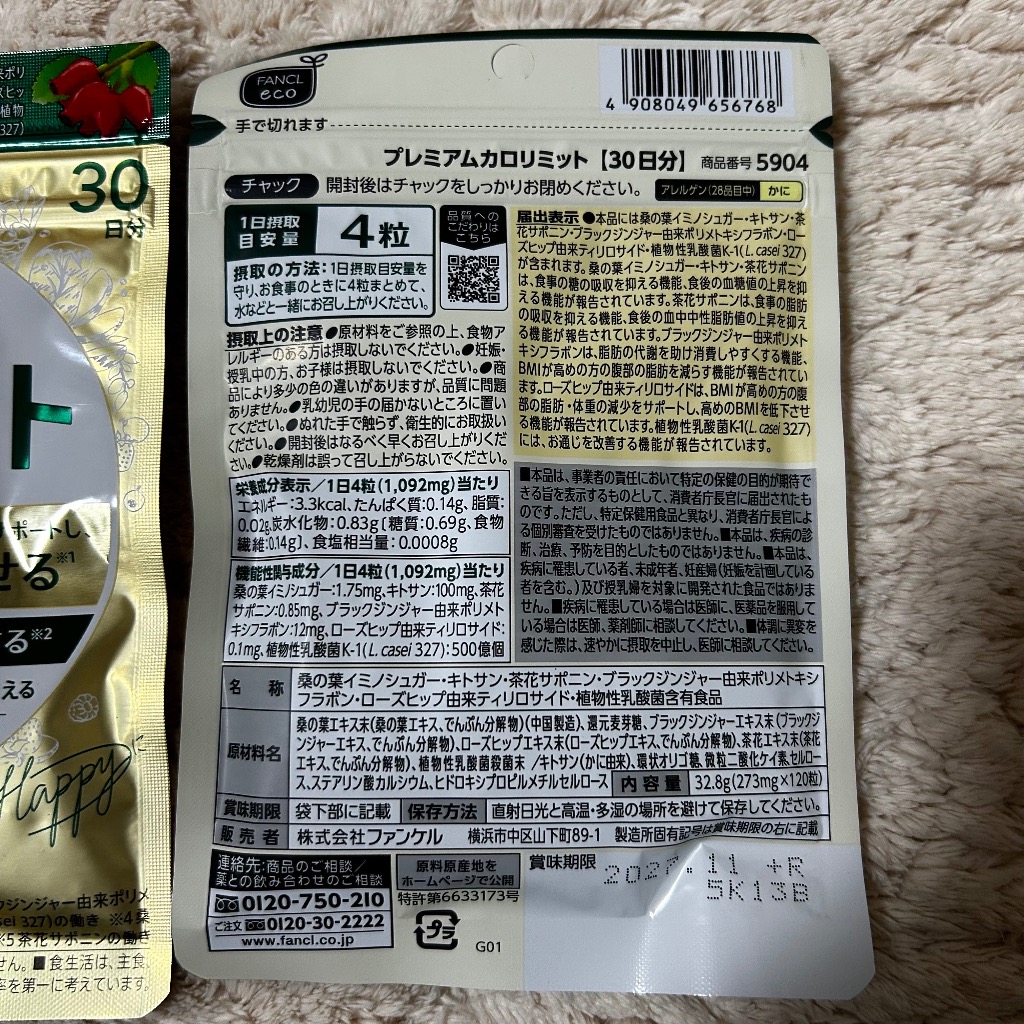 来ポリ
スヒッ
植物
327)
30
日分
ト
ポートし、
せる※1
する※2
える
Happy
ックジンジャー由来ポリメ
sei 327)の働き ※4 桑
※5 茶花サポニンの働き
せん。■食生活は、主食、
率を第一に考えています。
FANCL
eco
4 908049 656768
手で切れます
プレミアムカロリミット【30日分】 商品番号 5904
チャック 開封後はチャックをしっかりお閉めください。 アレルゲン(28品目中) かに
1日摂取
目安量 4粒
摂取の方法：1日摂取目安量を
守り、お食事のときに4粒まとめて、
水などと一緒にお召し上がりください。
品質への
こだわりは
こちら
摂取上の注意 ●原材料をご参照の上、食物ア
レルギーのある方は摂取しないでください。●妊娠・
授乳中の方、お子様は摂取しないでください。●商
品により多少の色の違いがありますが、品質に問題
ありません。●乳幼児の手の届かないところに置い
てください。●ぬれた手で触らず、衛生的にお取扱い
ください。●開封後はなるべく早くお召し上がりくださ
い。●乾燥剤は誤って召し上がらないでください。
栄養成分表示／1日4粒(1,092mg)当たり
エネルギー:3.3kcal、たんぱく質:0.14g、脂質:
0.02g、炭水化物:0.83g[糖質:0.69g、食物
繊維:0.14g]、食塩相当量:0.0008g
機能性関与成分／1日4粒(1,092mg)当たり
桑の葉イミノシュガー:1.75mg、キトサン:100mg、茶花
サポニン:0.85mg、ブラックジンジャー由来ポリメト
キシフラボン:12mg、ローズヒップ由来ティリロサイド:
0.1mg、植物性乳酸菌K-1(L. casei 327):500億個
届出表示 ●本品には桑の葉イミノシュガー・キトサン・茶
花サポニン・ブラックジンジャー由来ポリメトキシフラボン・ロー
ズヒップ由来ティリロサイド・植物性乳酸菌K-1(L. casei 327)
が含まれます。桑の葉イミノシュガー・キトサン・茶花サポニン
は、食事の糖の吸収を抑える機能、食後の血糖値の上昇を抑
える機能が報告されています。茶花サポニンは、食事の脂肪
の吸収を抑える機能、食後の血中中性脂肪値の上昇を抑え
る機能が報告されています。ブラックジンジャー由来ポリメト
キシフラボンは、脂肪の代謝を助け消費しやすくする機能、
BMIが高めの方の腹部の脂肪を減らす機能が報告されてい
ます。ローズヒップ由来ティリロサイドは、BMIが高めの方の腹
部の脂肪・体重の減少をサポートし、高めのBMIを低下させ
る機能が報告されています。植物性乳酸菌K-1(L. casei 327)
には、お通じを改善する機能が報告されています。
■本品は、事業者の責任において特定の保健の目的が期待で
きる旨を表示するものとして、消費者庁長官に届出されたも
のです。ただし、特定保健用食品と異なり、消費者庁長官によ
る個別審査を受けたものではありません。■本品は、疾病の診
断、治療、予防を目的としたものではありません。■本品は、
疾病に罹患している者、未成年者、妊産婦(妊娠を計画している
者を含む。)及び授乳婦を対象に開発された食品ではあり
ません。■疾病に罹患している場合は医師に、医薬品を服用して
いる場合は医師、薬剤師に相談してください。■体調に異変を
感じた際は、速やかに摂取を中止し、医師に相談してください。
名 称 桑の葉イミノシュガー・キトサン・茶花サポニン・ブラックジンジャー由来ポリメトキシ
フラボン・ローズヒップ由来ティリロサイド・植物性乳酸菌含有食品
原材料名 桑の葉エキス末(桑の葉エキス、でんぷん分解物)(中国製造)、還元麦芽糖、ブラックジンジャーエキス末(ブラックジ
ンジャーエキス、でんぷん分解物)、ローズヒップエキス末(ローズヒップエキス、でんぷん分解物)、茶花エキス末(茶花
エキス、でんぷん分解物)、植物性乳酸菌殺菌末 ／キトサン(かに由来)、環状オリゴ糖、微粒二酸化ケイ素、セルロー
ス、ステアリン酸カルシウム、ヒドロキシプロピルメチルセルロース 内 容 量 32.8g(273mg×120粒)
賞味期限 袋下部に記載 保存方法 直射日光と高温・多湿の場所を避けて保存してください。
販 売 者 株式会社ファンケル 横浜市中区山下町89-1 製造所固有記号は賞味期限の右に記載
連絡先:商品のご相談／
薬との飲み合わせのご相談
0120-750-210
ご注文 0120-30-2222
www.fancl.co.jp
原料原産地を
ホームページで公開
特許第6633173号
プラ
G01
賞味期限 2027.11 +R
5K13B